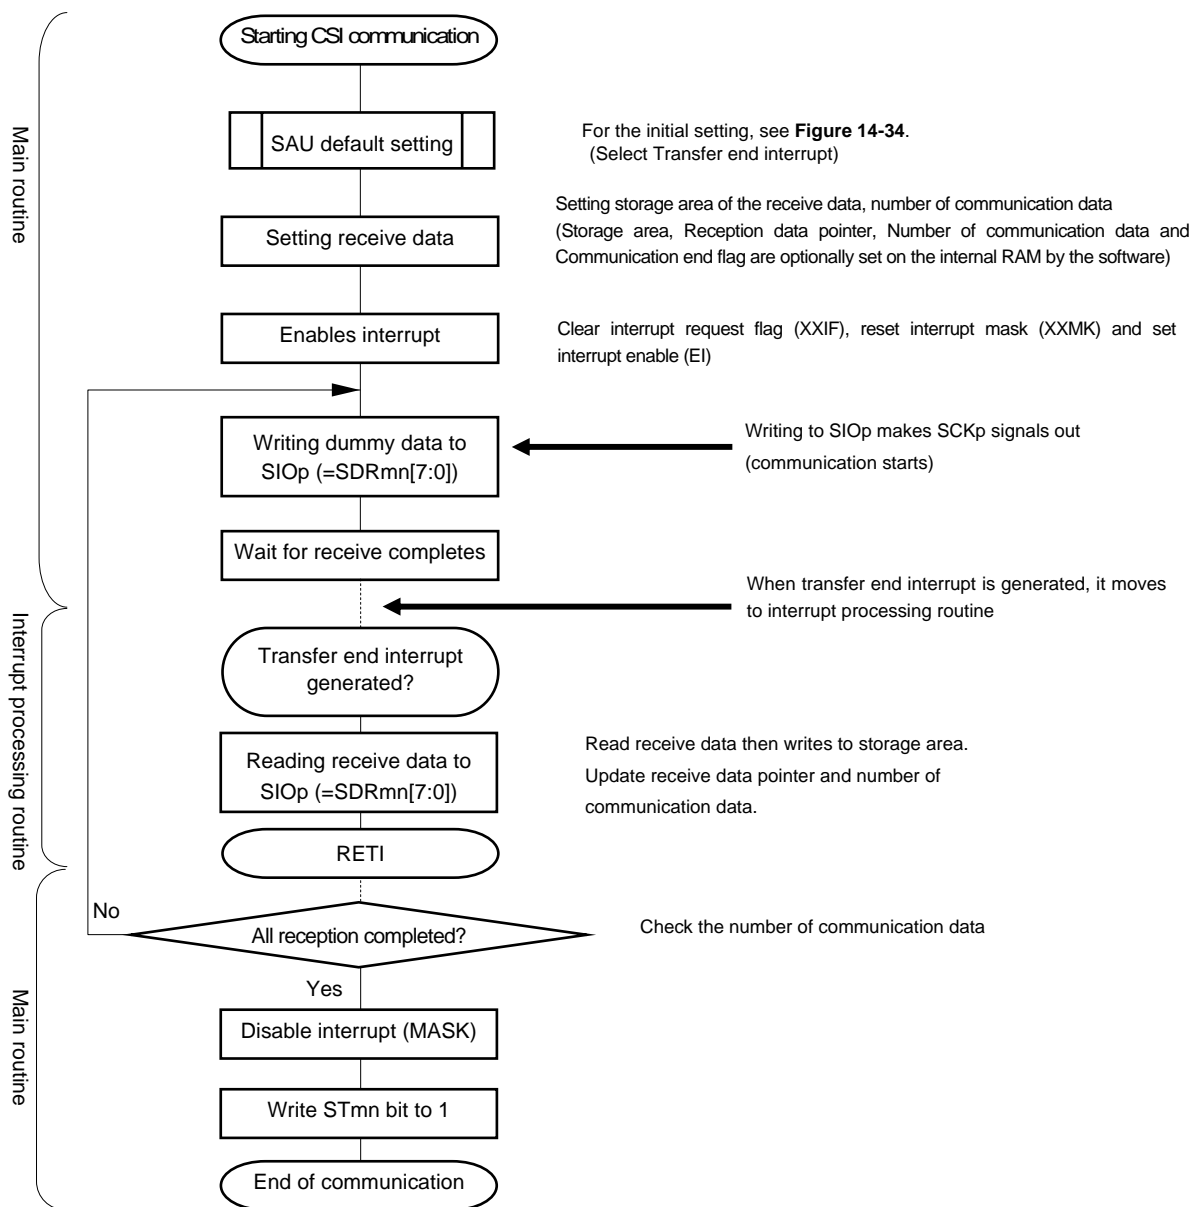 Starting CSI communication
SAU default setting
For the initial setting, see Figure 14-34.
(Select Transfer end interrupt)
Setting receive data
Setting storage area of the receive data, number of communication data
(Storage area, Reception data pointer, Number of communication data and
Communication end flag are optionally set on the internal RAM by the software)
Main routine
Enables interrupt
Clear interrupt request flag (XXIF), reset interrupt mask (XXMK) and set
interrupt enable (EI)
Writing dummy data to
SIOp (=SDRmn[7:0])
Writing to SIOp makes SCKp signals out
(communication starts)
Wait for receive completes
When transfer end interrupt is generated, it moves
to interrupt processing routine
Interrupt processing routine
Transfer end interrupt
generated?
Reading receive data to
SIOp (=SDRmn[7:0])
Read receive data then writes to storage area.
Update receive data pointer and number of
communication data.
RETI
No
All reception completed?
Check the number of communication data
Yes
Main routine
Disable interrupt (MASK)
Write STmn bit to 1
End of communication